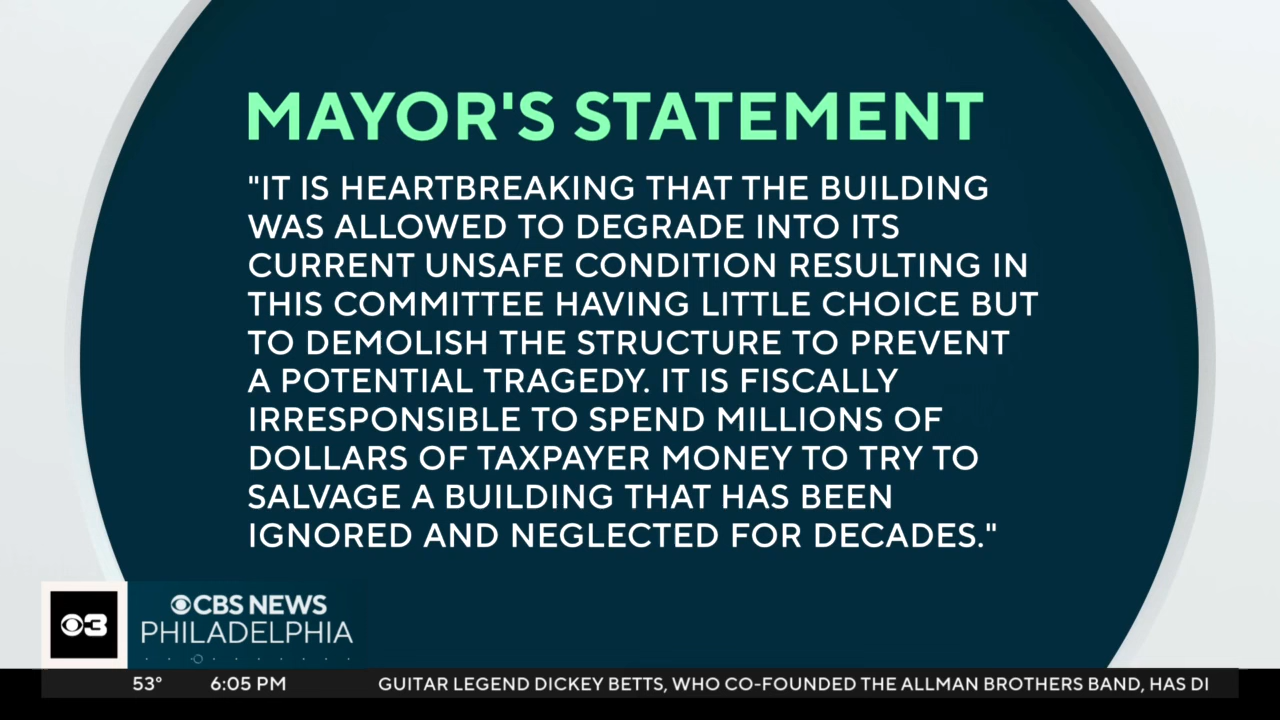 MAYOR'S STATEMENT
"IT IS HEARTBREAKING THAT THE BUILDING
WAS ALLOWED TO DEGRADE INTO ITS
CURRENT UNSAFE CONDITION RESULTING IN
THIS COMMITTEE HAVING LITTLE CHOICE BUT
TO DEMOLISH THE STRUCTURE TO PREVENT
A POTENTIAL TRAGEDY. IT IS FISCALLY
IRRESPONSIBLE TO SPEND MILLIONS OF
DOLLARS OF TAXPAYER MONEY TO TRY TO
SALVAGE A BUILDING THAT HAS BEEN
IGNORED AND NEGLECTED FOR DECADES."
3
CBS NEWS
PHILADELPHIA
53° 6:05 PM GUITAR LEGEND DICKEY BETTS, WHO CO-FOUNDED THE ALLMAN BROTHERS BAND, HAS DI